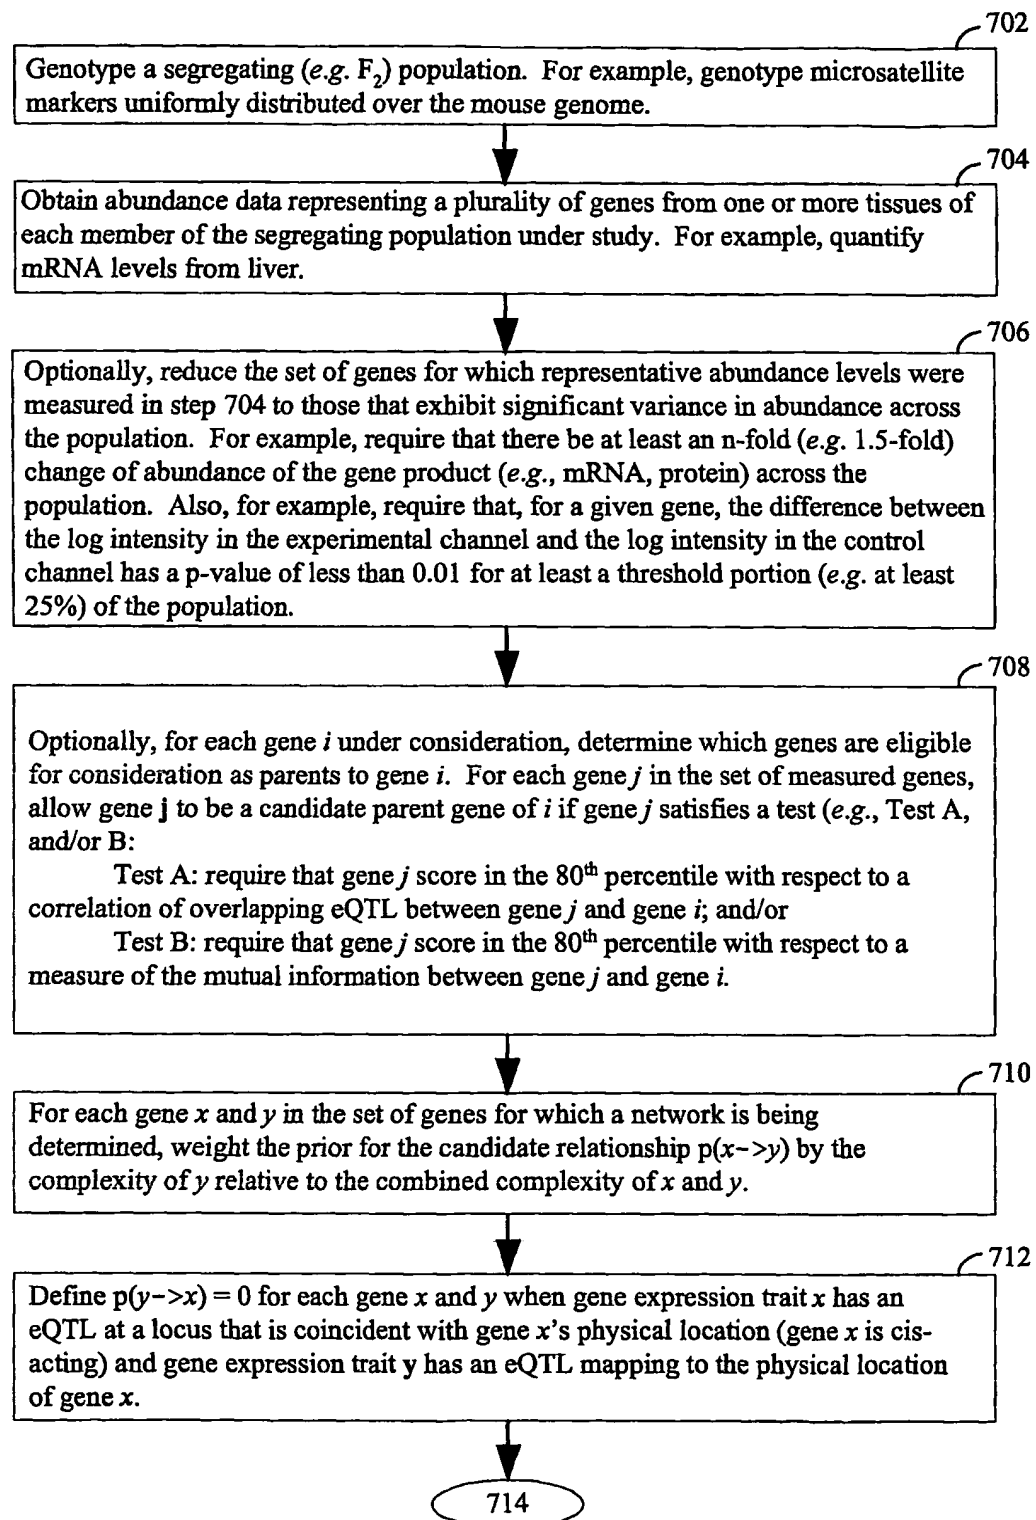 702
Genotype a segregating (e.g. F₂) population. For example, genotype microsatellite
markers uniformly distributed over the mouse genome.
704
Obtain abundance data representing a plurality of genes from one or more tissues of
each member of the segregating population under study. For example, quantify
mRNA levels from liver.
706
Optionally, reduce the set of genes for which representative abundance levels were
measured in step 704 to those that exhibit significant variance in abundance across
the population. For example, require that there be at least an n-fold (e.g. 1.5-fold)
change of abundance of the gene product (e.g., mRNA, protein) across the
population. Also, for example, require that, for a given gene, the difference between
the log intensity in the experimental channel and the log intensity in the control
channel has a p-value of less than 0.01 for at least a threshold portion (e.g. at least
25%) of the population.
708
Optionally, for each gene i under consideration, determine which genes are eligible
for consideration as parents to gene i. For each gene j in the set of measured genes,
allow gene j to be a candidate parent gene of i if gene j satisfies a test (e.g., Test A,
and/or B:
Test A: require that gene j score in the 80th percentile with respect to a
correlation of overlapping eQTL between gene j and gene i; and/or
Test B: require that gene j score in the 80th percentile with respect to a
measure of the mutual information between gene j and gene i.
710
For each gene x and y in the set of genes for which a network is being
determined, weight the prior for the candidate relationship p(x->y) by the
complexity of y relative to the combined complexity of x and y.
712
Define p(y->x) = 0 for each gene x and y when gene expression trait x has an
eQTL at a locus that is coincident with gene x's physical location (gene x is cis-
acting) and gene expression trait y has an eQTL mapping to the physical location
of gene x.
714